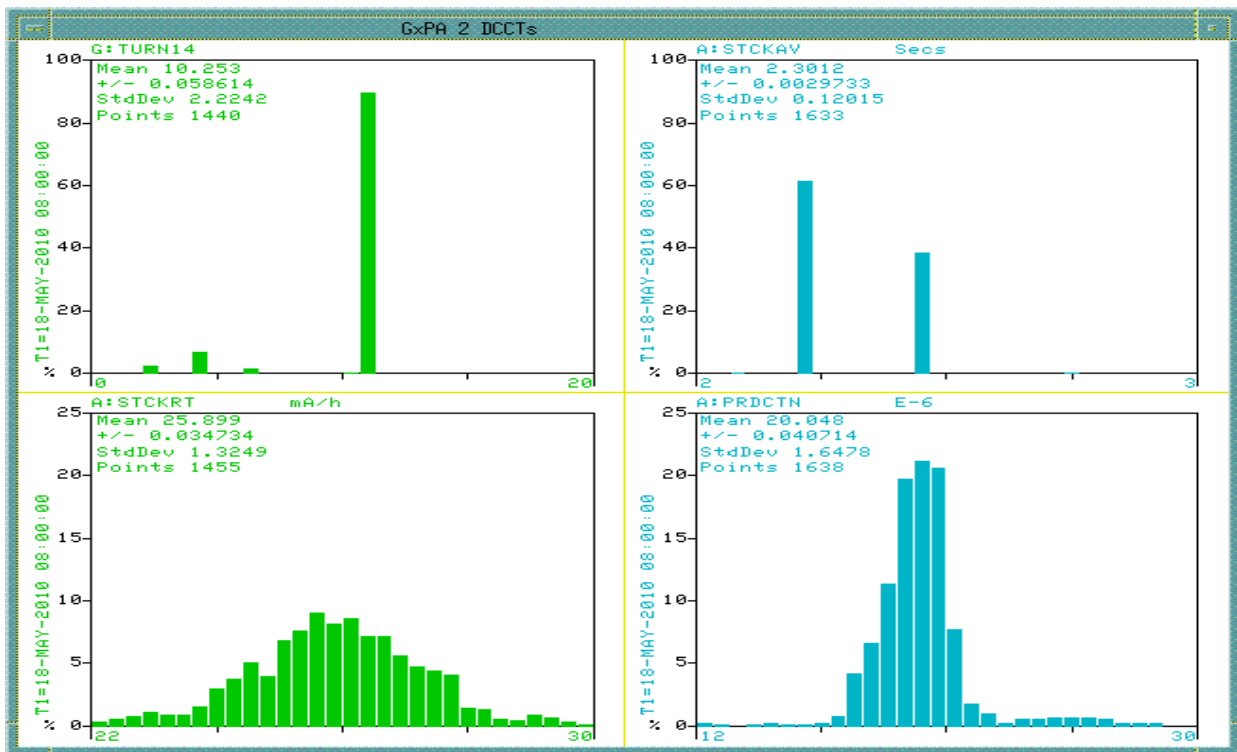 GxPA 2 DCCTs
G:TURN14
Mean 10.253
+/- 0.058614
StdDev 2.2242
Points 1440
100
80
60
40
20
% 0
T1=18-MAY-2010 08:00:00
0 20
A:STCKAV Secs
Mean 2.3012
+/- 0.0029733
StdDev 0.12015
Points 1633
100
80
60
40
20
% 0
T1=18-MAY-2010 08:00:00
2 3
A:STCKRT mA/h
Mean 25.899
+/- 0.034734
StdDev 1.3249
Points 1455
25
20
15
10
5
% 0
T1=18-MAY-2010 08:00:00
22 30
A:PRDCTN E-6
Mean 20.048
+/- 0.040714
StdDev 1.6478
Points 1638
25
20
15
10
5
% 0
T1=18-MAY-2010 08:00:00
12 30